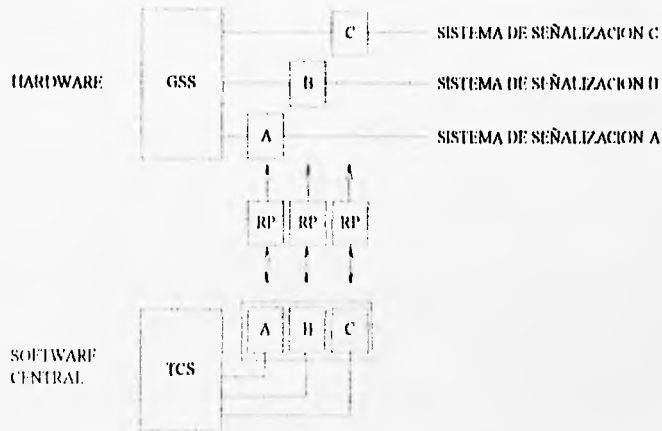 C
SISTEMA DE SEÑALIZACION C
HARDWARE
GSS
B
SISTEMA DE SEÑALIZACION B
A
SISTEMA DE SEÑALIZACION A
RP
RP
RP
A
B
C
SOFTWARE
CENTRAL
TCS